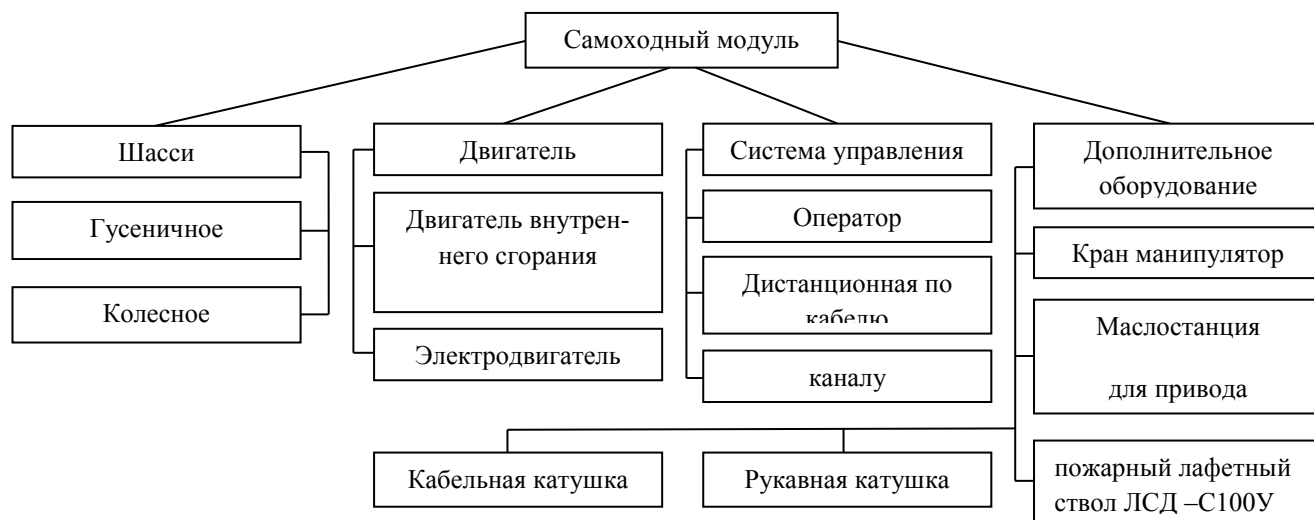 Самоходный модуль
Шасси
Гусеничное
Колесное
Двигатель
Двигатель внутрен-
него сгорания
Электродвигатель
Система управления
Оператор
Дистанционная по
кабелю
каналу
Дополнительное
оборудование
Кран манипулятор
Маслостанция
для привода
Кабельная катушка
Рукавная катушка
пожарный лафетный
ствол ЛСД –С100У